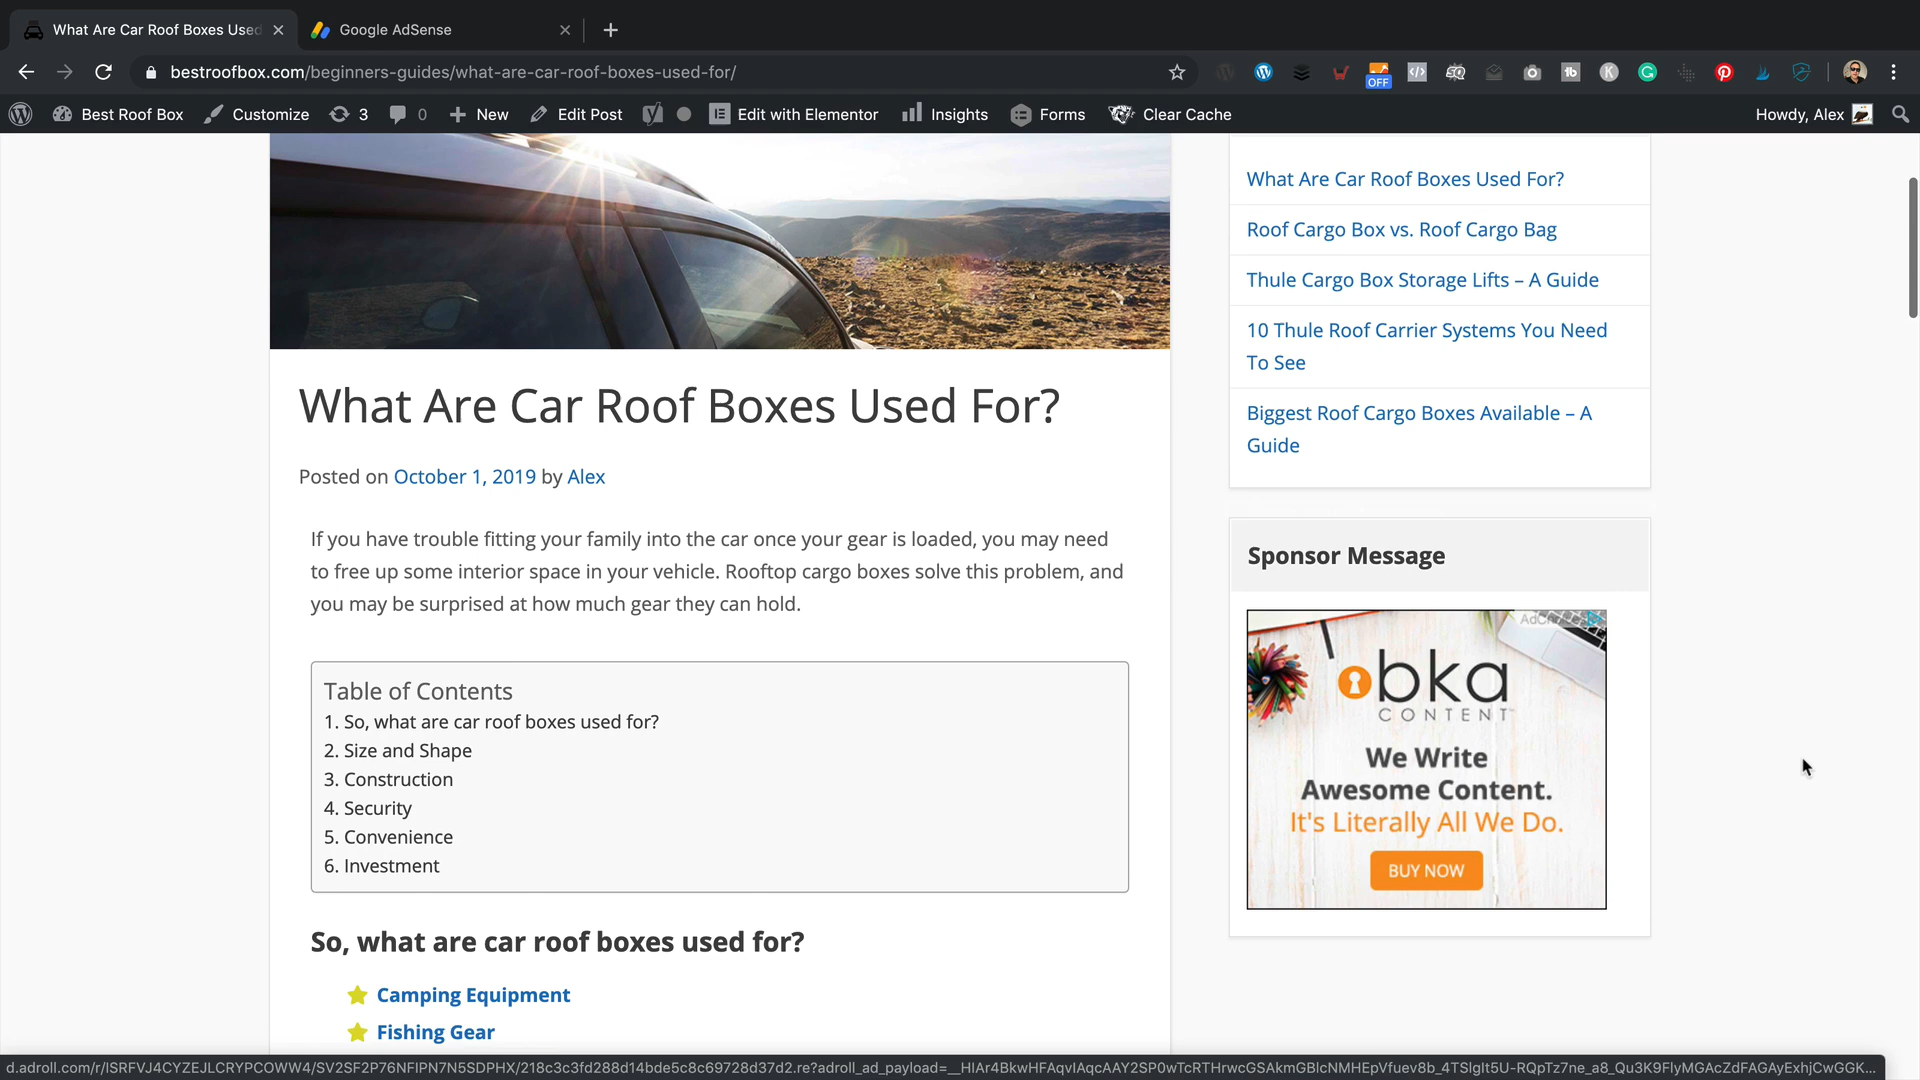 What Are Car Roof Boxes Used
Google AdSense
bestroofbox.com/beginners-guides/what-are-car-roof-boxes-used-for/
OFF
Best Roof Box
Customize
3
0
New
Edit Post
Edit with Elementor
Insights
Forms
Clear Cache
Howdy, Alex
What Are Car Roof Boxes Used For?
Posted on October 1, 2019 by Alex
If you have trouble fitting your family into the car once your gear is loaded, you may need
to free up some interior space in your vehicle. Rooftop cargo boxes solve this problem, and
you may be surprised at how much gear they can hold.
Table of Contents
1. So, what are car roof boxes used for?
2. Size and Shape
3. Construction
4. Security
5. Convenience
6. Investment
So, what are car roof boxes used for?
Camping Equipment
Fishing Gear
What Are Car Roof Boxes Used For?
Roof Cargo Box vs. Roof Cargo Bag
Thule Cargo Box Storage Lifts – A Guide
10 Thule Roof Carrier Systems You Need
To See
Biggest Roof Cargo Boxes Available – A
Guide
Sponsor Message
AdChoices
bka
CONTENT
We Write
Awesome Content.
It's Literally All We Do.
BUY NOW